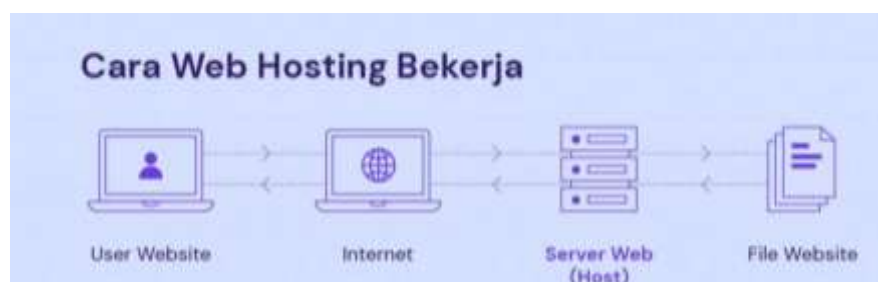 Cara Web Hosting Bekerja
User Website
Internet
Server Web
(Host)
File Website